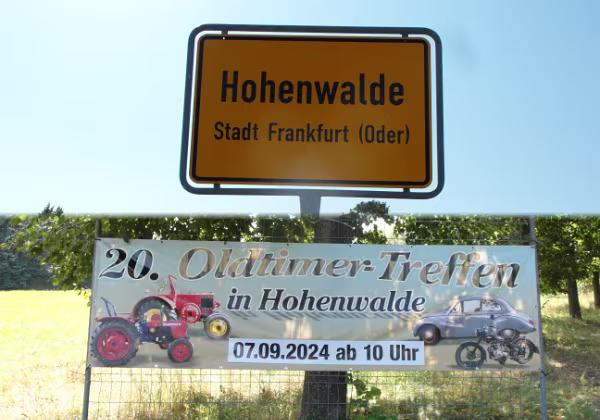 Hohenwalde
Stadt Frankfurt (Oder)
20. Oldtimer-Treffen
in Hohenwalde
07.09.2024 ab 10 Uhr